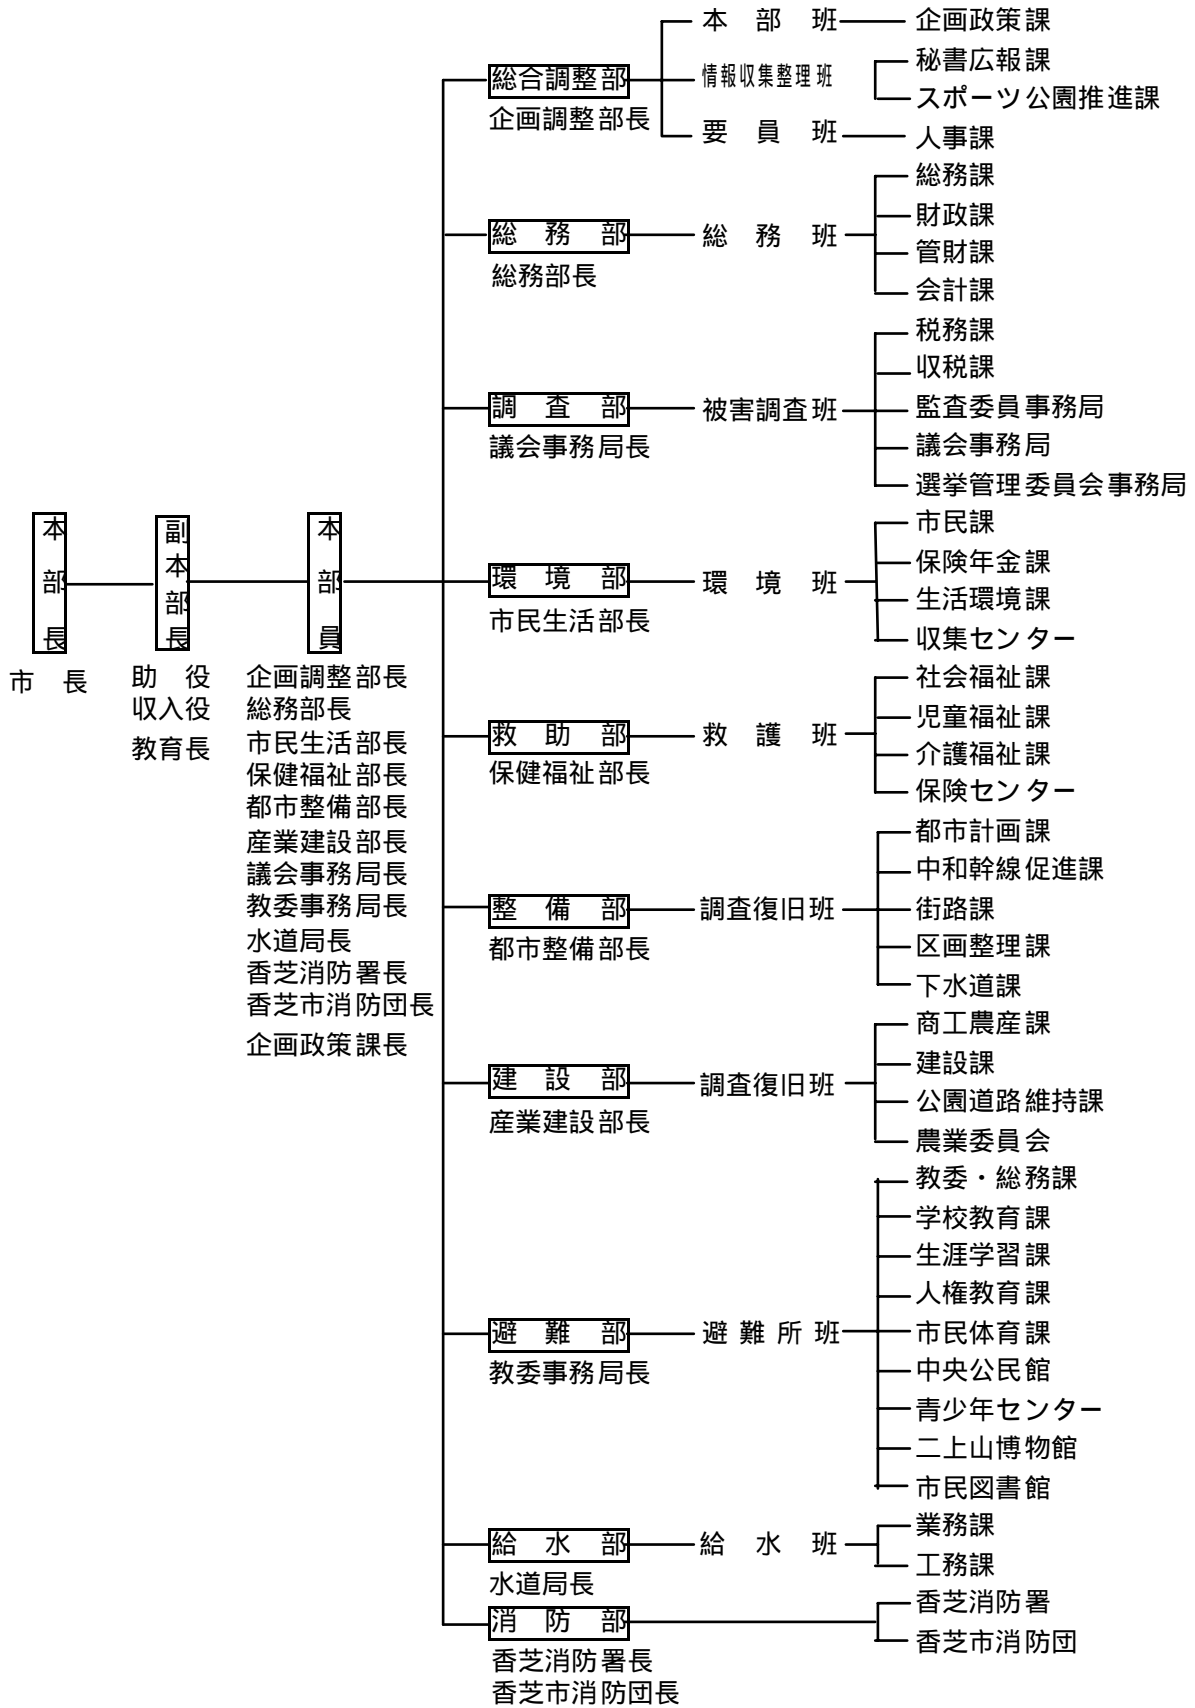 本部長
市長
副本部長
助役
収入役
教育長
本部員
企画調整部長
総務部長
市民生活部長
保健福祉部長
都市整備部長
産業建設部長
議会事務局長
教委事務局長
水道局長
香芝消防署長
香芝市消防団長
企画政策課長
総合調整部
企画調整部長
本部班
企画政策課
情報収集整理班
秘書広報課
スポーツ公園推進課
要員班
人事課
総務部
総務部長
総務班
総務課
財政課
管財課
会計課
調査部
議会事務局長
被害調査班
税務課
収税課
監査委員事務局
議会事務局
選挙管理委員会事務局
環境部
市民生活部長
環境班
市民課
保険年金課
生活環境課
収集センター
救助部
保健福祉部長
救護班
社会福祉課
児童福祉課
介護福祉課
保険センター
整備部
都市整備部長
調査復旧班
都市計画課
中和幹線促進課
街路課
区画整理課
下水道課
建設部
産業建設部長
調査復旧班
商工農産課
建設課
公園道路維持課
農業委員会
避難部
教委事務局長
避難所班
教委・総務課
学校教育課
生涯学習課
人権教育課
市民体育課
中央公民館
青少年センター
二上山博物館
市民図書館
給水部
水道局長
給水班
業務課
工務課
消防部
香芝消防署長
香芝市消防団長
香芝消防署
香芝市消防団